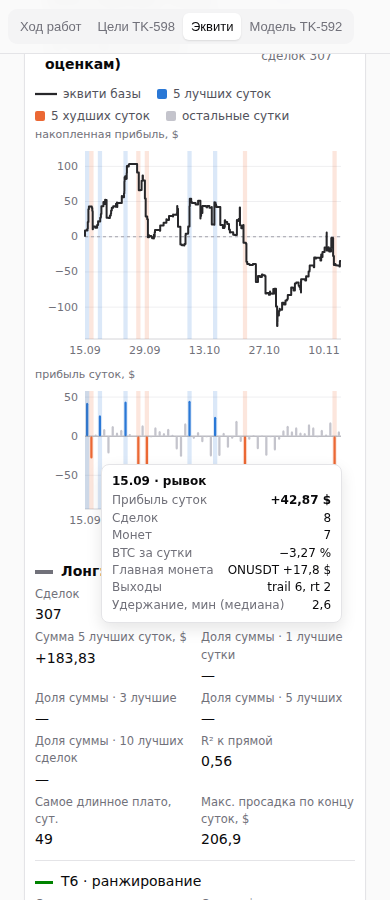 Ход работ Цели TK-598 Эквити Модель TK-592
оценкам)
сделок 307
эквити базы 5 лучших суток
5 худших суток остальные сутки
накопленная прибыль, $
100
50
0
−50
−100
15.09 29.09 13.10 27.10 10.11
прибыль суток, $
50
0
−50
15.09
15.09 · рывок
Прибыль суток +42,87 $
Сделок 8
Монет 7
BTC за сутки −3,27 %
Главная монета ONUSDT +17,8 $
Выходы trail 6, rt 2
Удержание, мин (медиана) 2,6
Сделок
307
Сумма 5 лучших суток, $ Доля суммы · 1 лучшие сутки
+183,83 —
Доля суммы · 3 лучшие Доля суммы · 5 лучших
— —
Доля суммы · 10 лучших сделок R² к прямой
— 0,56
Самое длинное плато, сут. Макс. просадка по концу суток, $
49 206,9
Т6 · ранжирование